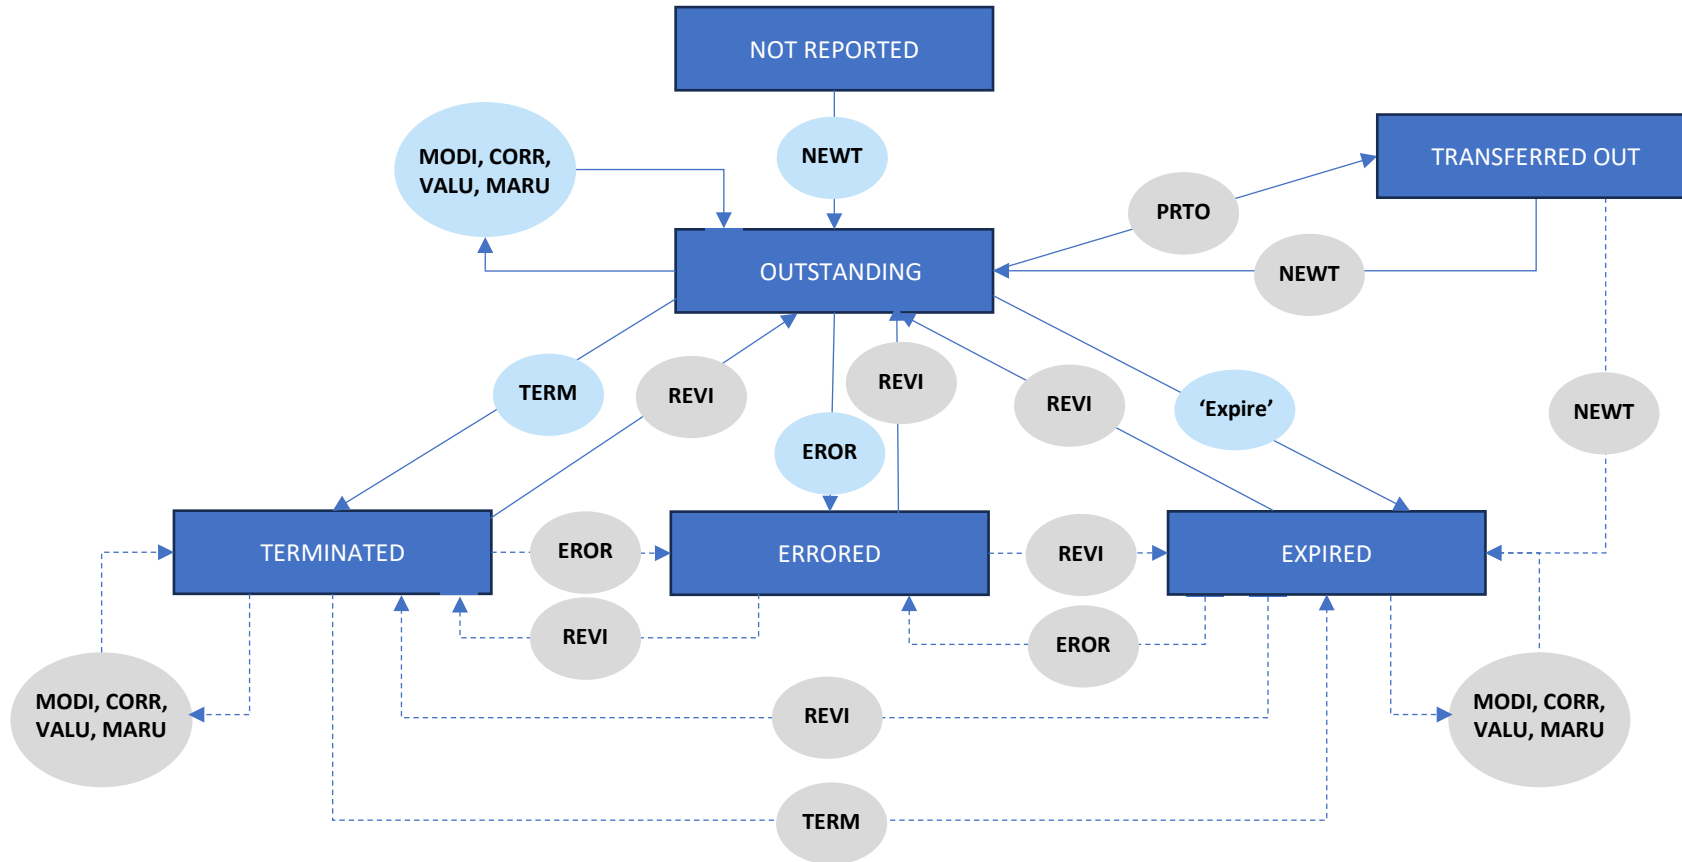 NOT REPORTED
MODI, CORR,
VALU, MARU
NEWT
TRANSFERRED OUT
PRTO
OUTSTANDING
NEWT
TERM
REVI
REVI
REVI
'Expire'
NEWT
EROR
TERMINATED
EROR
ERRORED
REVI
EXPIRED
REVI
EROR
MODI, CORR,
VALU, MARU
REVI
MODI, CORR,
VALU, MARU
TERM